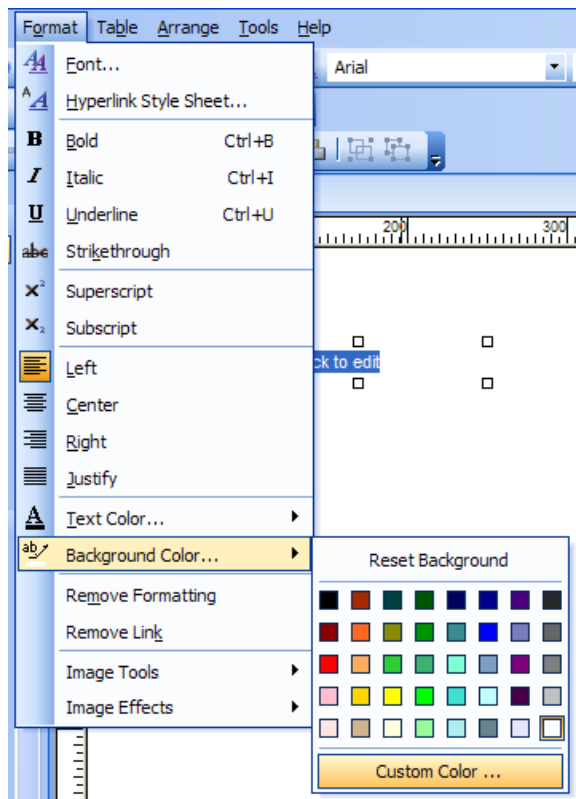 Format Table Arrange Tools Help
Font...
Arial
Hyperlink Style Sheet...
Bold Ctrl+B
Italic Ctrl+I
Underline Ctrl+U
Strikethrough
200 300
Superscript
Subscript
Left
ck to edit
Center
Right
Justify
Text Color...
Background Color...
Reset Background
Remove Formatting
Remove Link
Image Tools
Image Effects
Custom Color ...